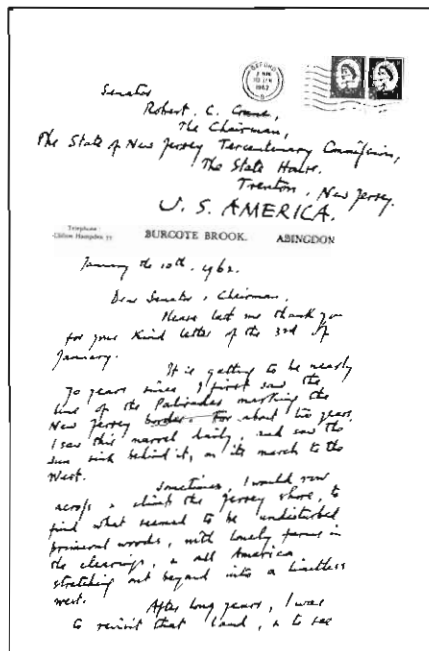 OXFORD
10 JAN
1962
Senator
Robert. C. Crane,
The Chairman,
The State of New Jersey Tercentenary Commission,
The State House.
Trenton, New Jersey.
U. S. AMERICA.
Telephone:
Clifton Hampden 77
BURCOTE BROOK. ABINGDON
January the 10th. 1962.
Dear Senator, & Chairman.
Please let me thank you
for your kind letter of the 3rd of
January.
It is getting to be nearly
70 years since I first saw the
line of the Palisades marking the
New Jersey border. For about two years,
I saw this marvel daily, and saw the
sun sink behind it, on its march to the
West.
Sometimes, I would row
across & climb the Jersey shore, to
find what seemed to be undisturbed
primeval woods, with lonely farms in
the clearings, & all America
stretching out beyond into a limitless
west.
After long years, I was
to revisit that land, & to see